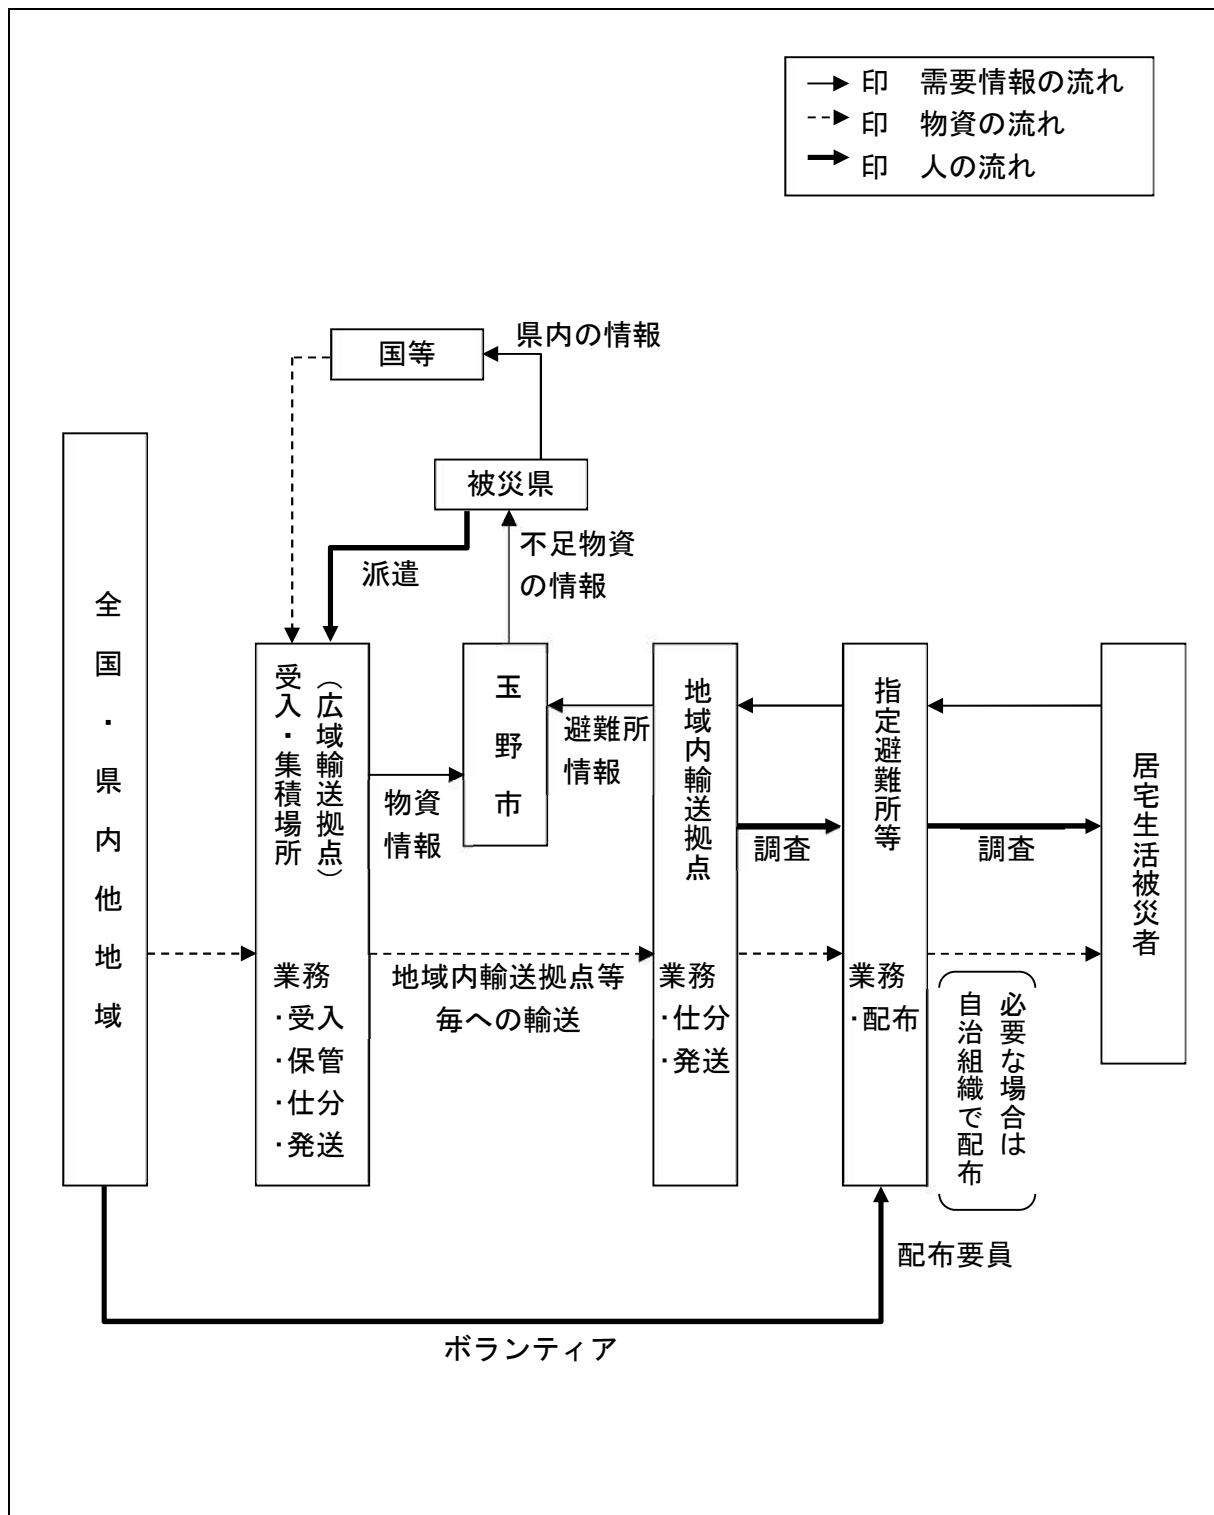 印 需要情報の流れ
印 物資の流れ
印 人の流れ
国等
県内の情報
被災県
不足物資
の情報
派遣
全国・県内他地域
受入・集積場所
（広域輸送拠点）
業務
・受入
・保管
・仕分
・発送
物資
情報
玉野市
避難所
情報
地域内輸送拠点等
毎への輸送
地域内輸送拠点
業務
・仕分
・発送
調査
指定避難所等
業務
・配布
調査
必要な場合は
自治組織で配布
居宅生活被災者
配布要員
ボランティア